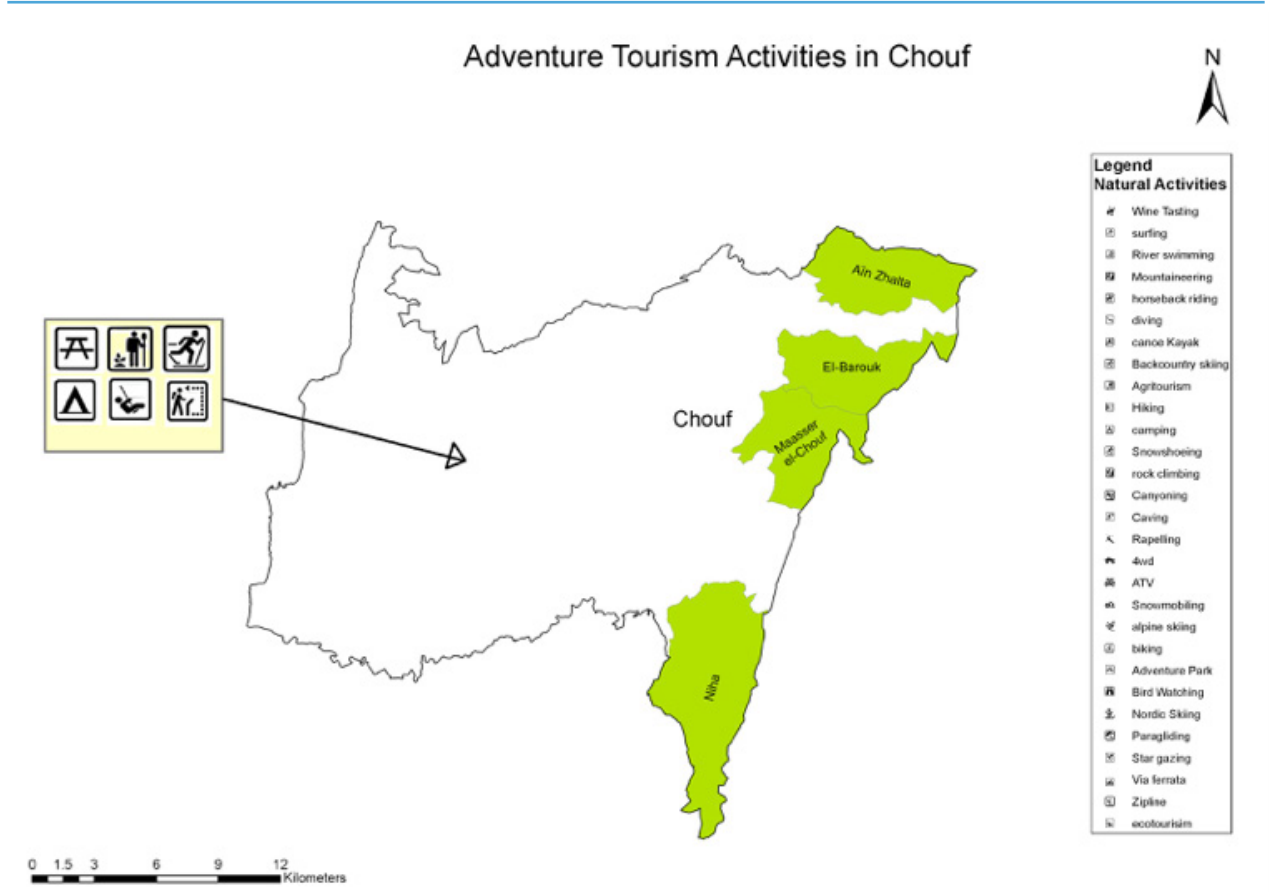 Adventure Tourism Activities in Chouf
N
Legend
Natural Activities
Wine Tasting
surfing
River swimming
Mountaineering
horseback riding
diving
canoe Kayak
Backcountry skiing
Agritourism
Hiking
camping
Snowshoeing
rock climbing
Canyoning
Caving
Rapelling
4wd
ATV
Snowmobiling
alpine skiing
biking
Adventure Park
Bird Watching
Nordic Skiing
Paragliding
Star gazing
Via ferrata
Zipline
ecotourisim
Aïn Zhalta
El-Barouk
Chouf
Maasser
el-Chouf
Niha
0 1.5 3 6 9 12
Kilometers